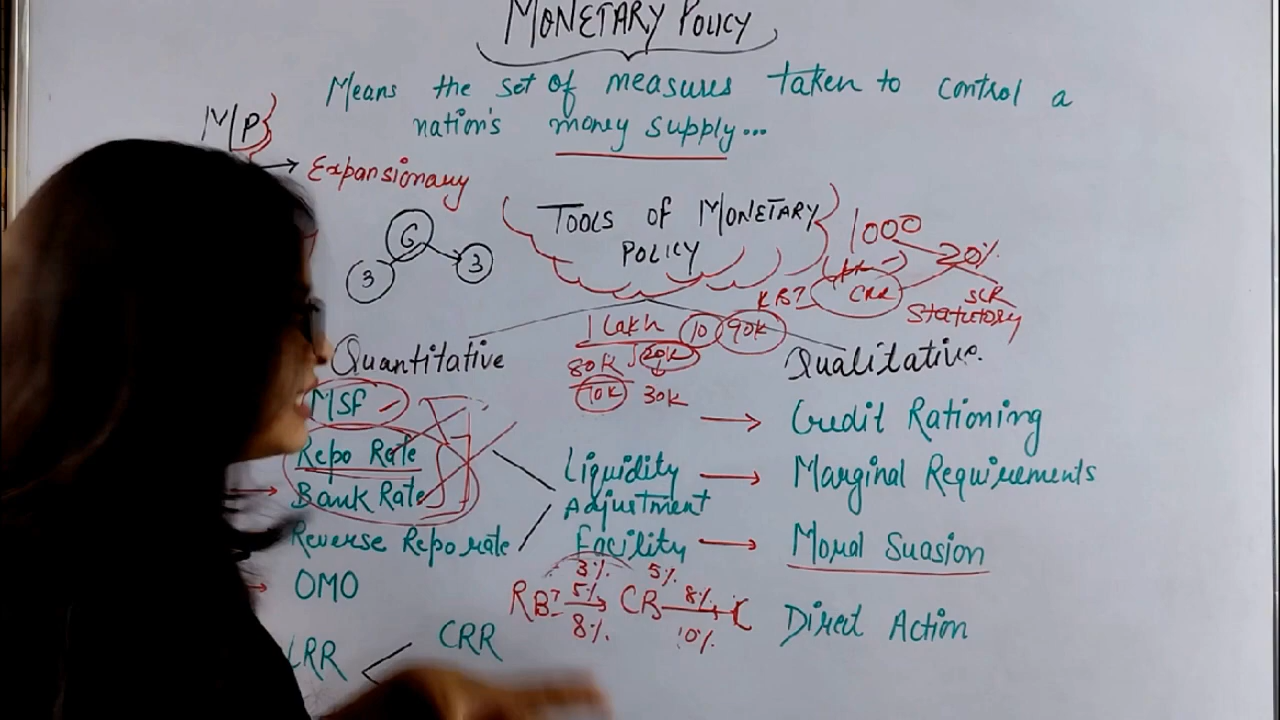 MONETARY POLICY
Means the set of measures taken to control a
nation's money supply...
M/P
Expansionary
6
3 3
TOOLS OF MONETARY
POLICY
1000
20%
CRR
SLR
Statutory
RBI
1 Lakh 10 90K
80K 20K
10K 30K
Quantitative
MSF
Repo Rate
Bank Rate
Reverse Repo rate
OMO
LRR
CRR
Liquidity
Adjustment
Facility
3% 5%
RBI 5% CB 8% C
8% 10%
Qualitative
Credit Rationing
Marginal Requirements
Moral Suasion
Direct Action